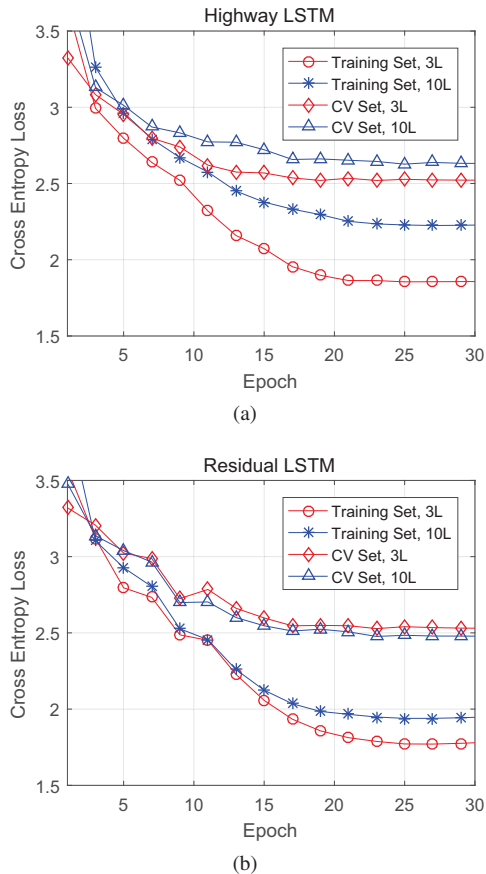 Highway LSTM
3.5
3
2.5
2
1.5
Cross Entropy Loss
Training Set, 3L
Training Set, 10L
CV Set, 3L
CV Set, 10L
5 10 15 20 25 30
Epoch
(a)
Residual LSTM
3.5
3
2.5
2
1.5
Cross Entropy Loss
Training Set, 3L
Training Set, 10L
CV Set, 3L
CV Set, 10L
5 10 15 20 25 30
Epoch
(b)